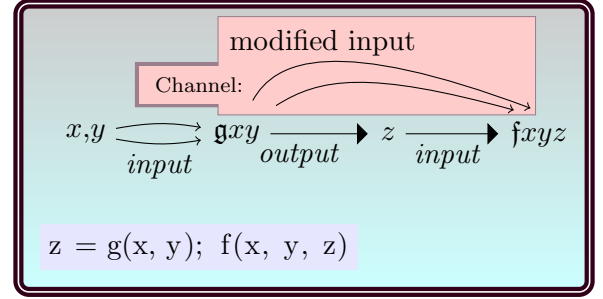 modified input
Channel:
x,y 𝔤xy z 𝔣xyz
input output input
z = g(x, y); f(x, y, z)